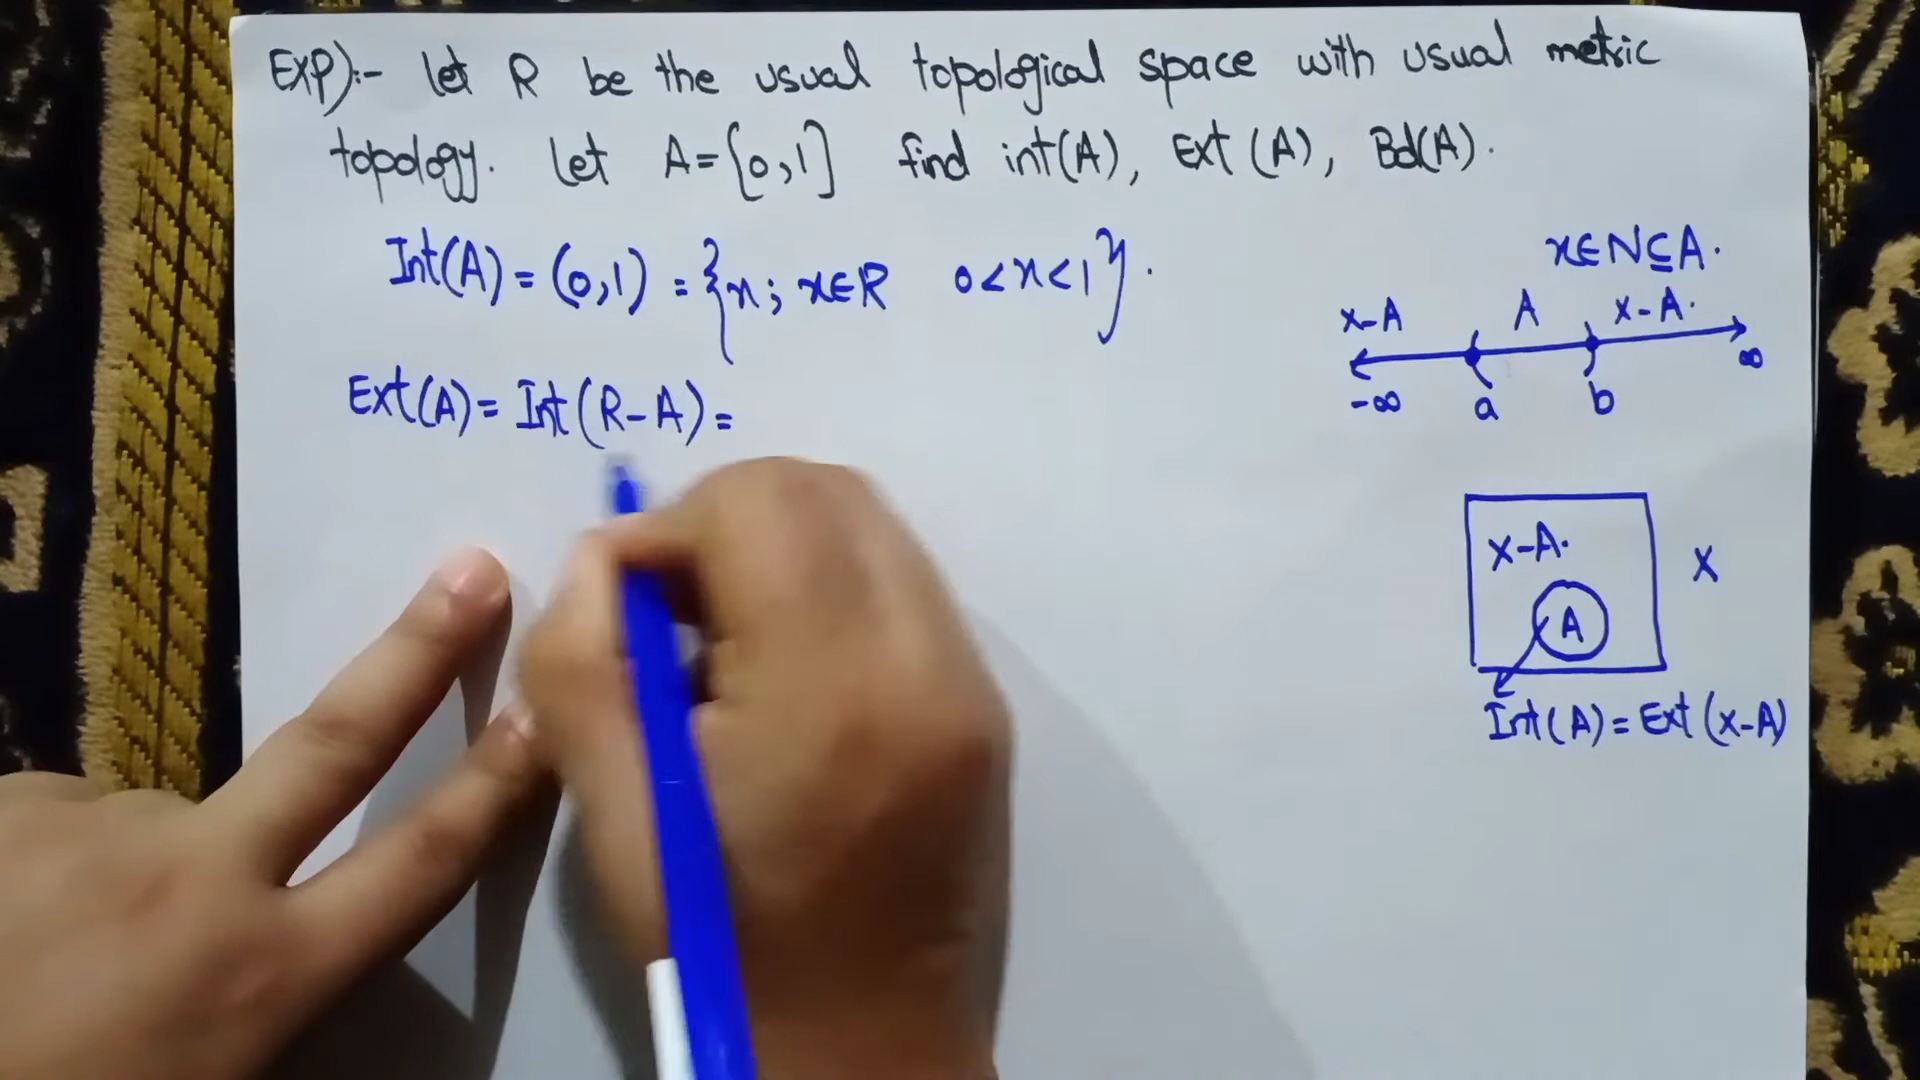 Exp):- let R be the usual topological space with usual metric
topology. Let A=[0,1] find int(A), Ext (A), Bd(A).
Int(A) = (0,1) = {x; x∈R 0<x<1}.
x∈N⊆A.
X-A A X-A.
-∞ a b ∞
Ext(A) = Int(R-A) =
X-A. X
A
Int(A) = Ext (X-A)